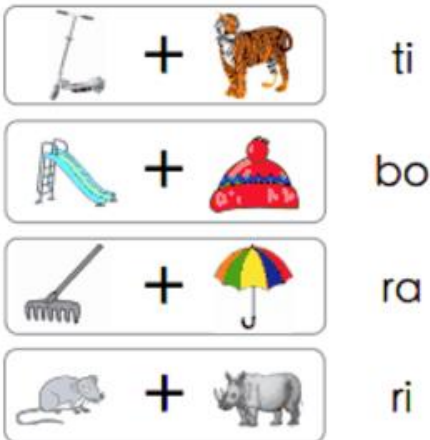 + ti
+ bo
+ ra
+ ri